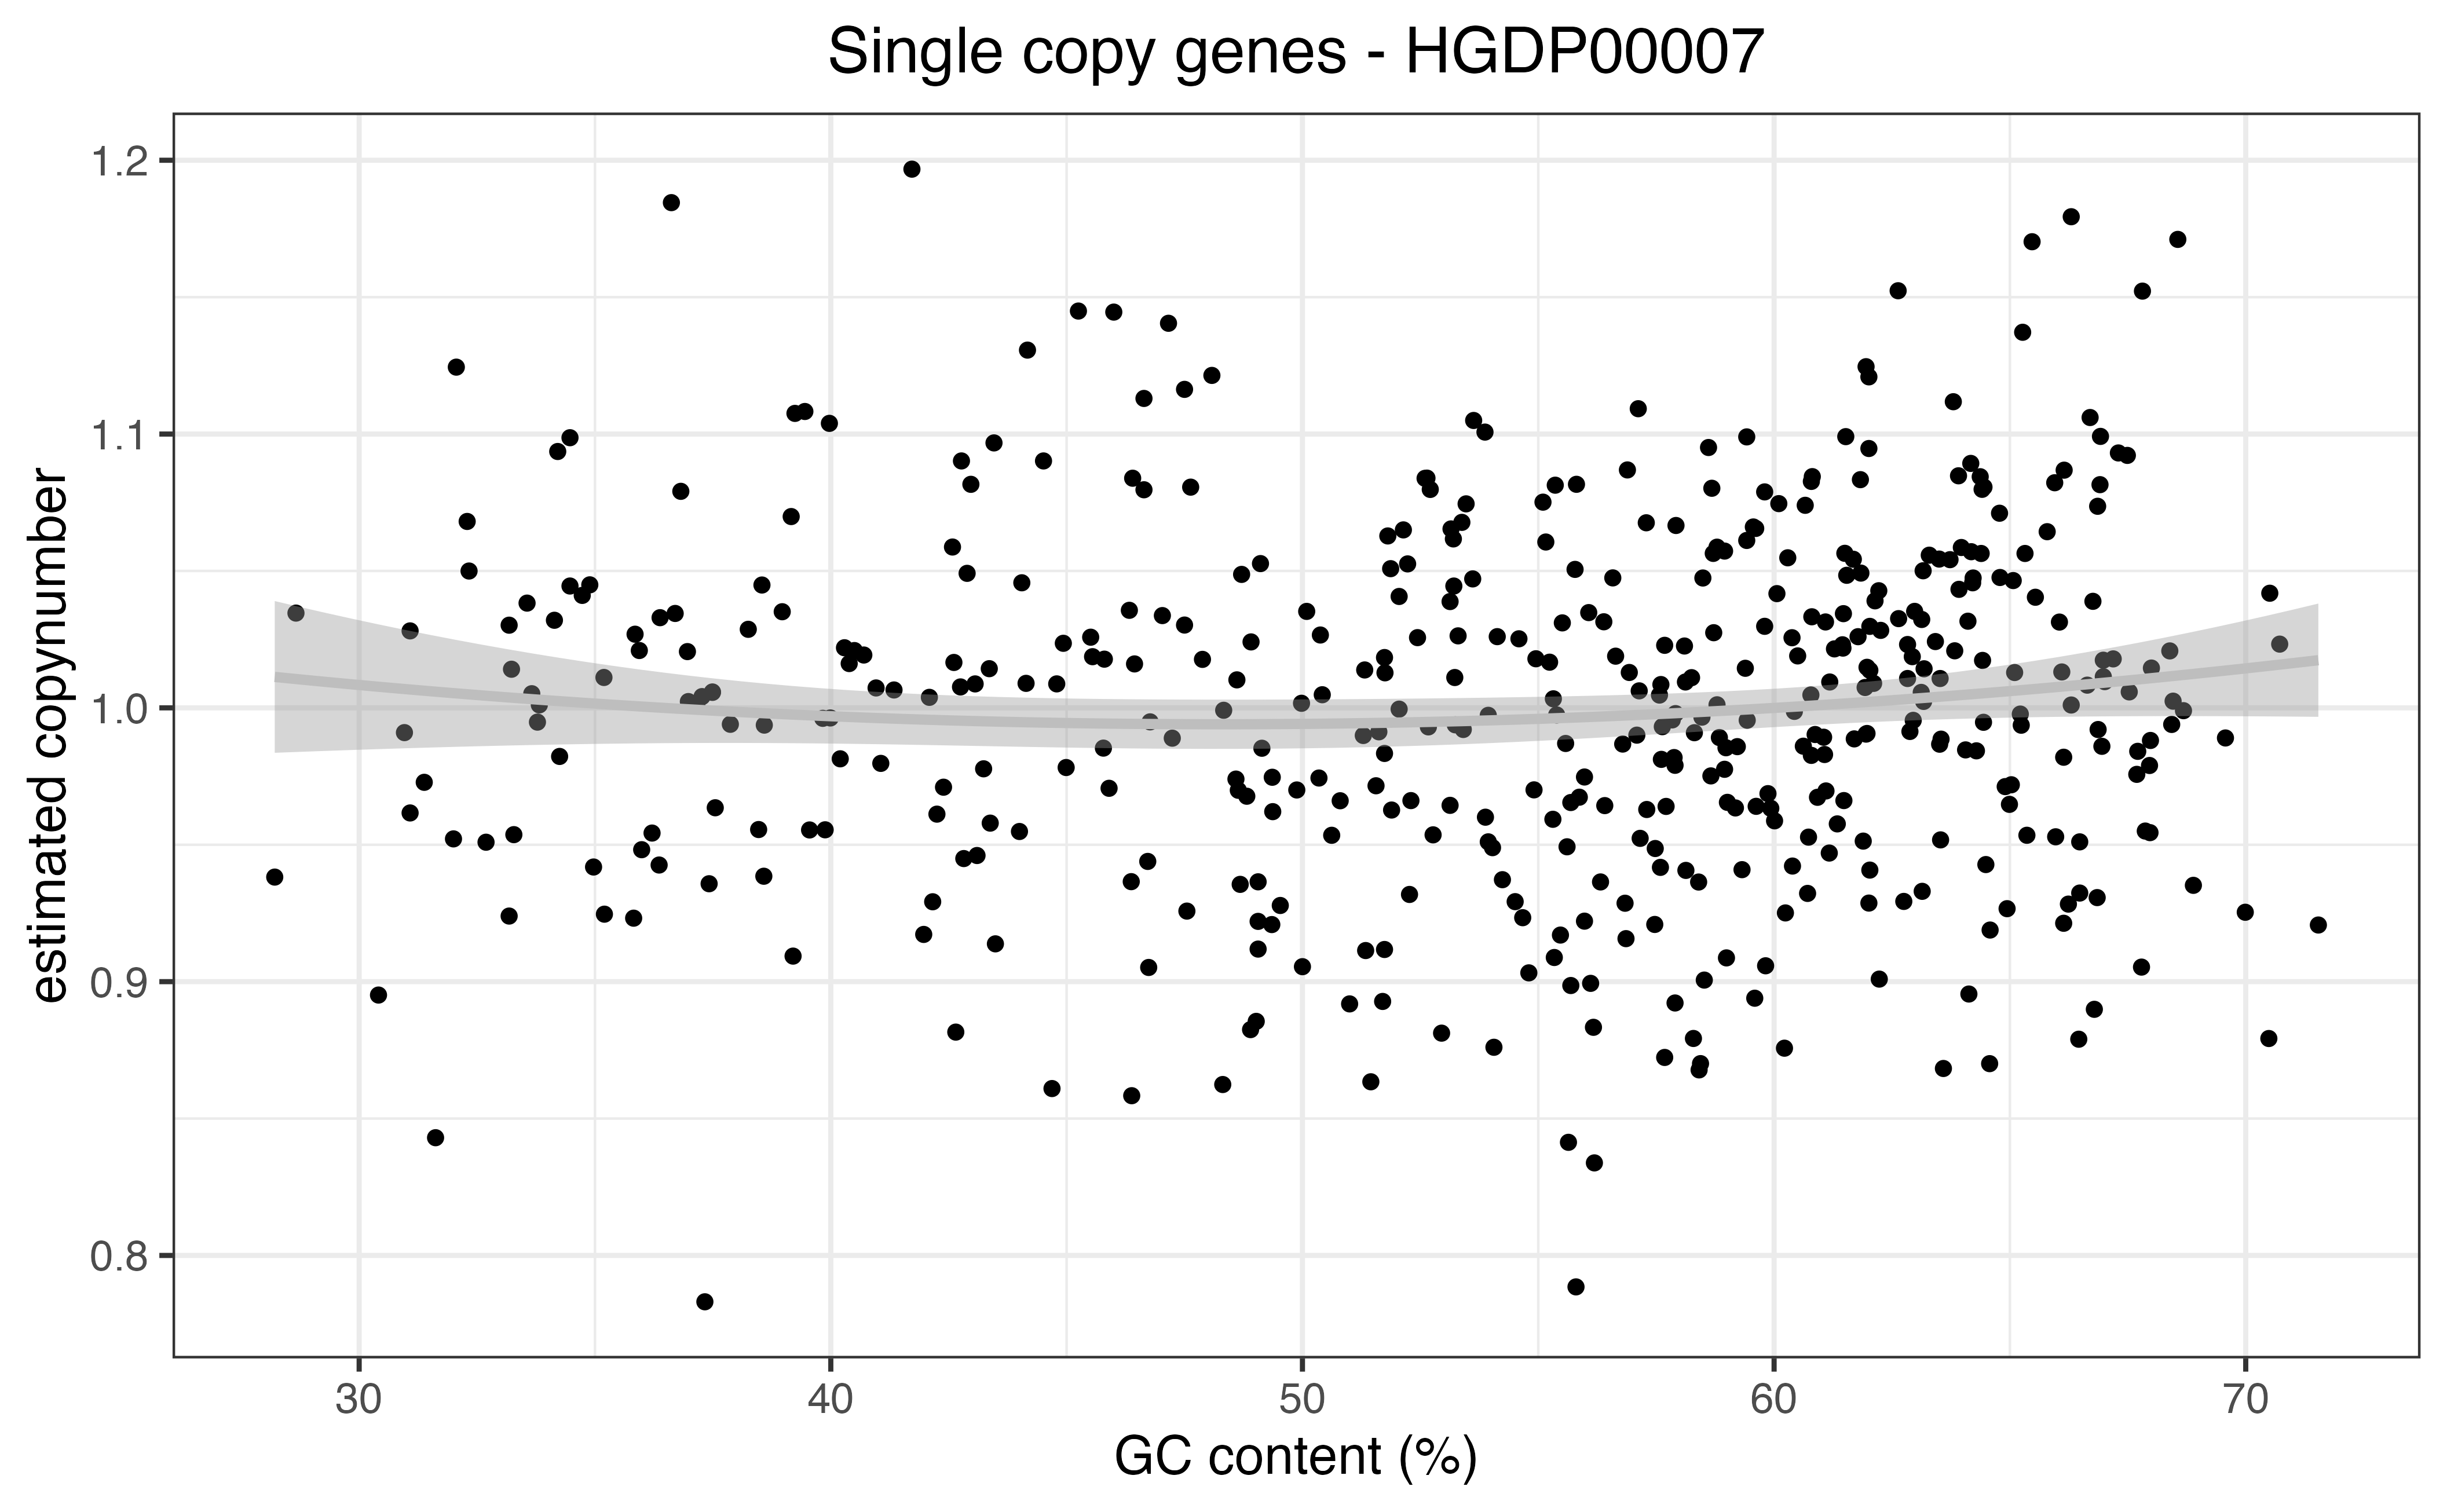 Single copy genes - HGDP00007
estimated copynumber
1.2
1.1
1.0
0.9
0.8
30 40 50 60 70
GC content (%)